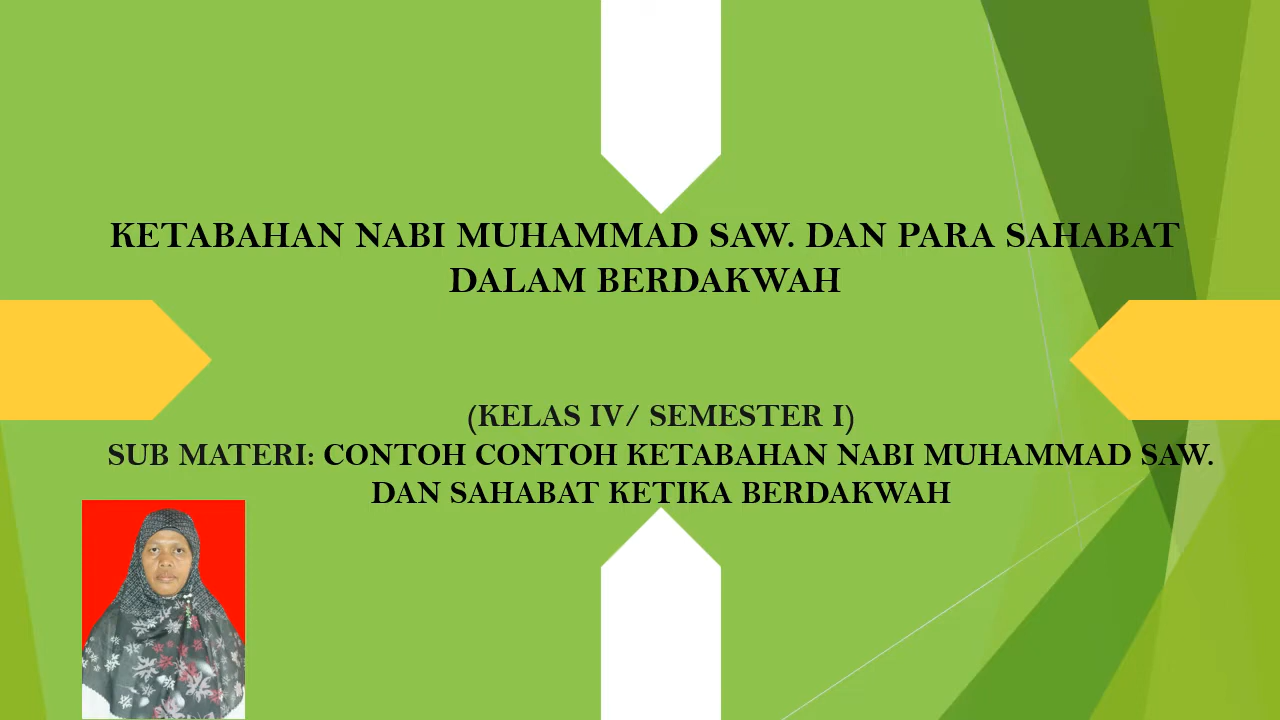 KETABAHAN NABI MUHAMMAD SAW. DAN PARA SAHABAT
DALAM BERDAKWAH
(KELAS IV/ SEMESTER I)
SUB MATERI: CONTOH CONTOH KETABAHAN NABI MUHAMMAD SAW.
DAN SAHABAT KETIKA BERDAKWAH